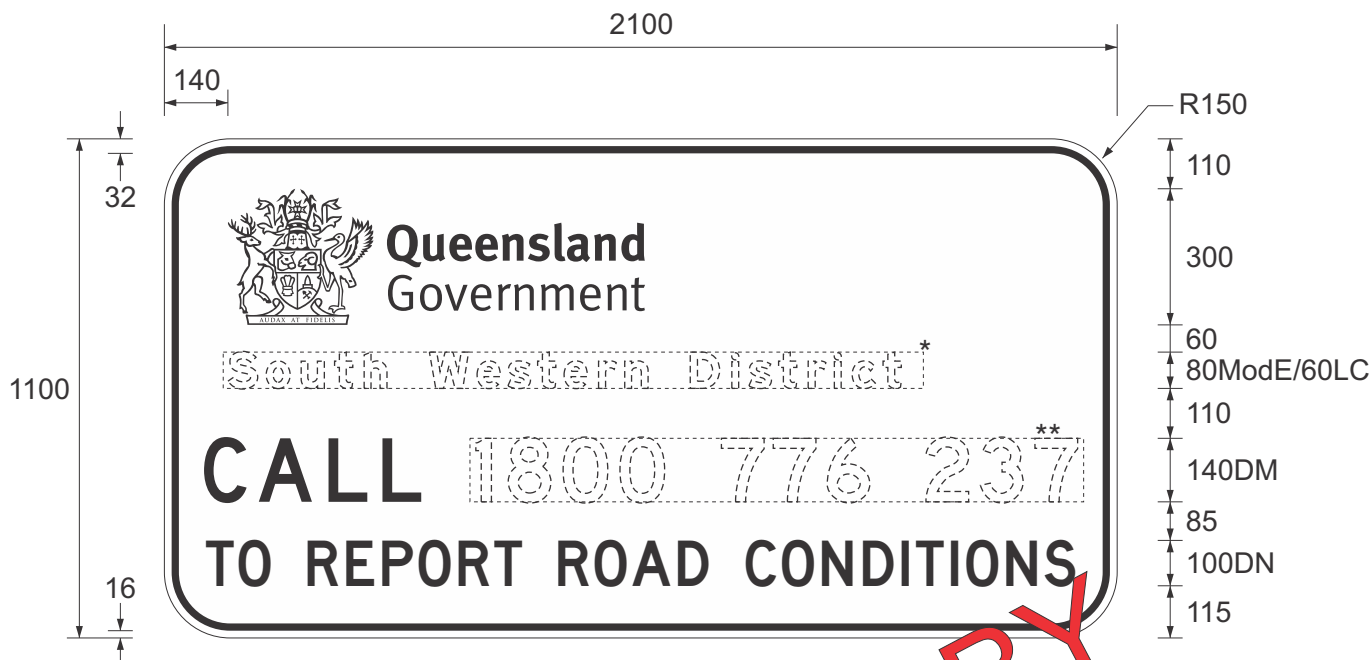 2100
140
R150
110
32
300
Queensland
Government
AUDAX AT FIDELIS
60
*
South Western District
80ModE/60LC
1100
110
**
CALL 1800 776 237
140DM
85
TO REPORT ROAD CONDITIONS
100DN
16
115